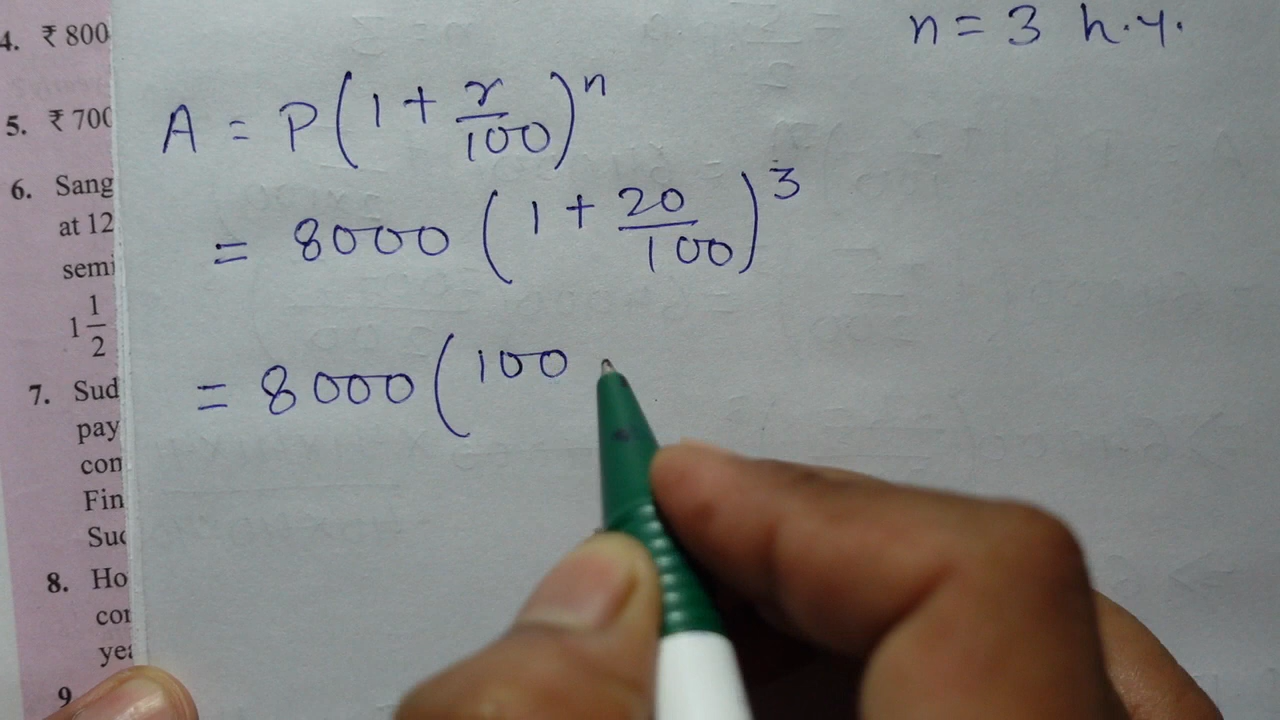 4. ₹ 800
5. ₹ 700
6. Sang
at 12
semi
1 1/2
7. Sud
pay
con
Fin
Suc
8. Ho
con
yea
9
n = 3 h.y.
A = P(1 + r/100)^n
= 8000 (1 + 20/100)^3
= 8000 (100